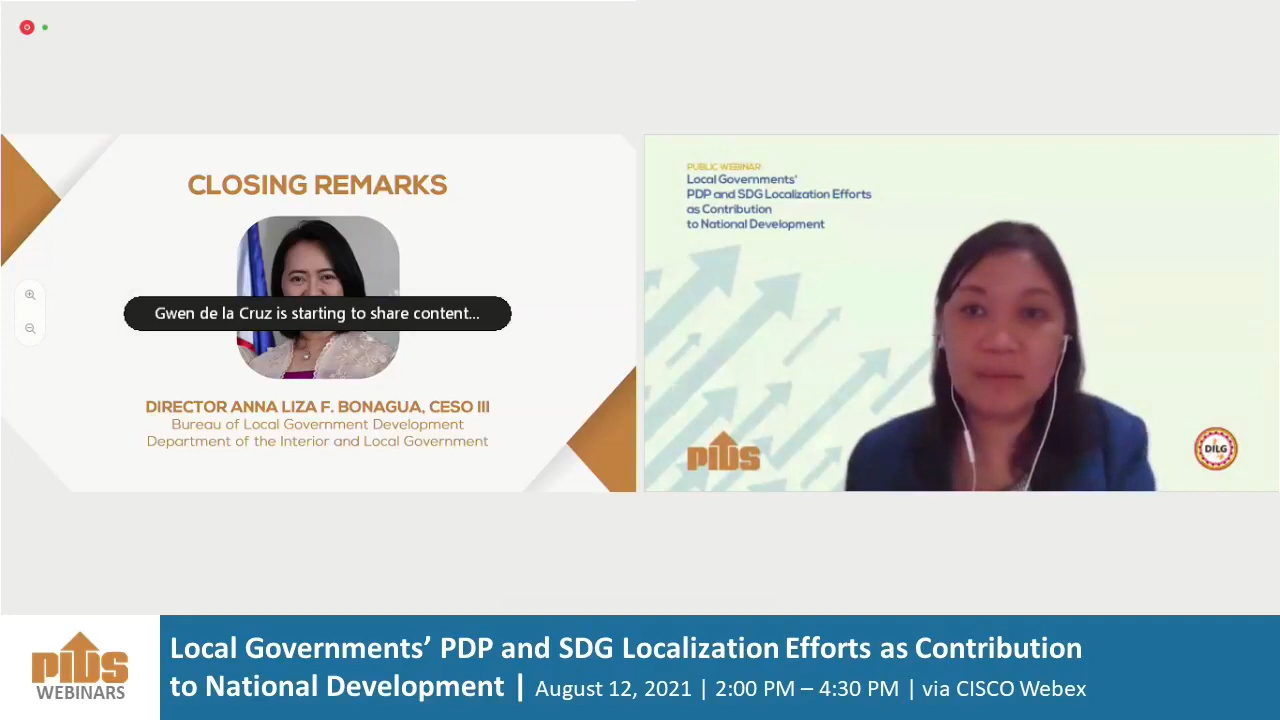 CLOSING REMARKS
Gwen de la Cruz is starting to share content...
DIRECTOR ANNA LIZA F. BONAGUA, CESO III
Bureau of Local Government Development
Department of the Interior and Local Government
PUBLIC WEBINAR
Local Governments'
PDP and SDG Localization Efforts
as Contribution
to National Development
PIDS
DILG
PIDS
WEBINARS
Local Governments' PDP and SDG Localization Efforts as Contribution
to National Development | August 12, 2021 | 2:00 PM – 4:30 PM | via CISCO Webex